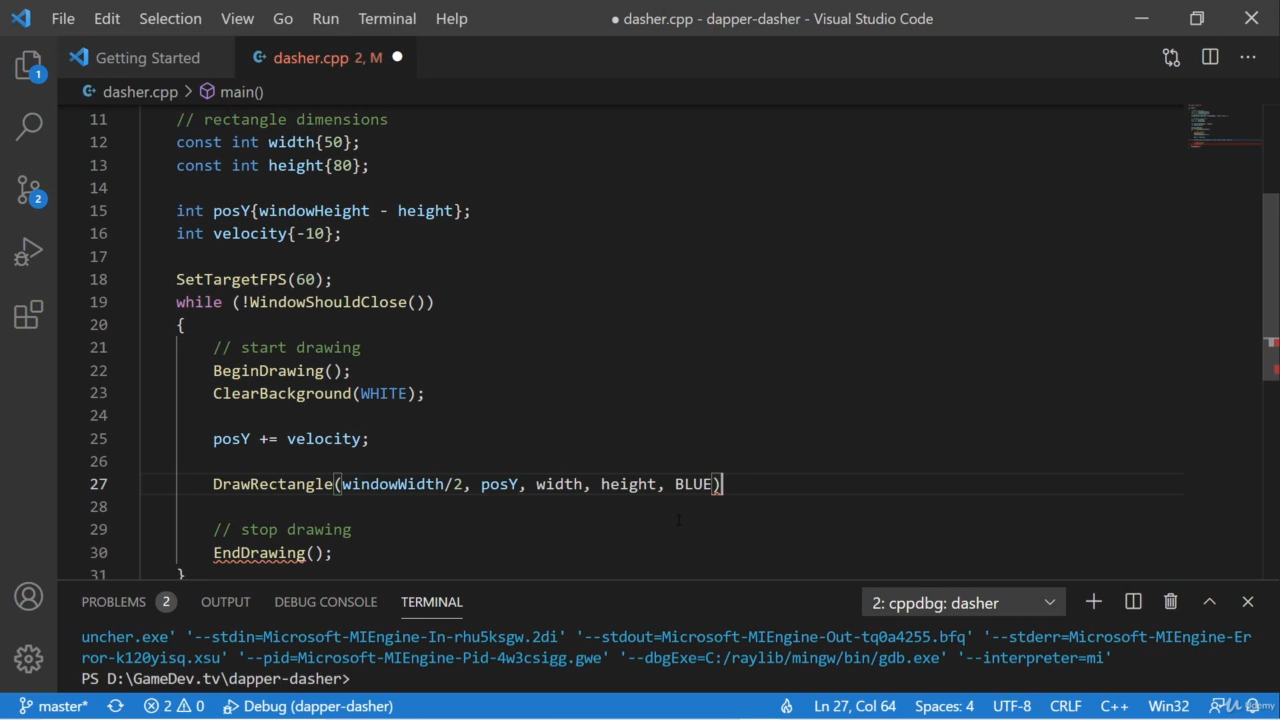 File Edit Selection View Go Run Terminal Help ● dasher.cpp - dapper-dasher - Visual Studio Code
Getting Started dasher.cpp 2, M
dasher.cpp > main()
1
2
11 // rectangle dimensions
12 const int width{50};
13 const int height{80};
14
15 int posY{windowHeight - height};
16 int velocity{-10};
17
18 SetTargetFPS(60);
19 while (!WindowShouldClose())
20 {
21 // start drawing
22 BeginDrawing();
23 ClearBackground(WHITE);
24
25 posY += velocity;
26
27 DrawRectangle(windowWidth/2, posY, width, height, BLUE)
28
29 // stop drawing
30 EndDrawing();
31 }
PROBLEMS 2 OUTPUT DEBUG CONSOLE TERMINAL 2: cppdbg: dasher
uncher.exe' '--stdin=Microsoft-MIEngine-In-rhu5ksgw.2di' '--stdout=Microsoft-MIEngine-Out-tq0a4255.bfq' '--stderr=Microsoft-MIEngine-Er
ror-k120yisq.xsu' '--pid=Microsoft-MIEngine-Pid-4w3csigg.gwe' '--dbgExe=C:/raylib/mingw/bin/gdb.exe' '--interpreter=mi'
PS D:\GameDev.tv\dapper-dasher>
master* 2 0 Debug (dapper-dasher) Ln 27, Col 64 Spaces: 4 UTF-8 CRLF C++ Win32 Udemy